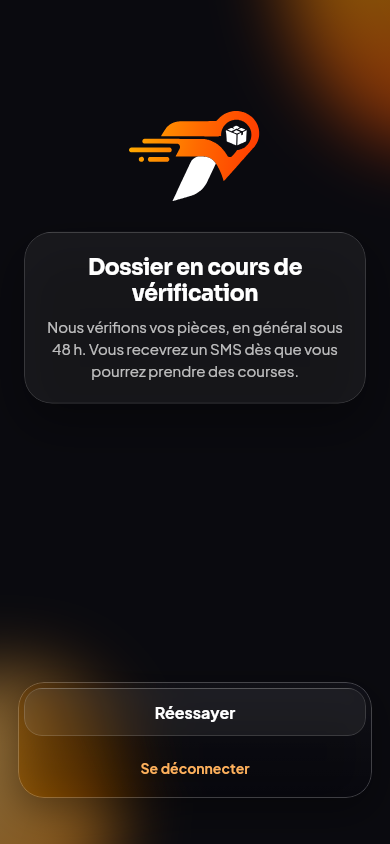 Dossier en cours de
vérification
Nous vérifions vos pièces, en général sous
48 h. Vous recevrez un SMS dès que vous
pourrez prendre des courses.
Réessayer
Se déconnecter